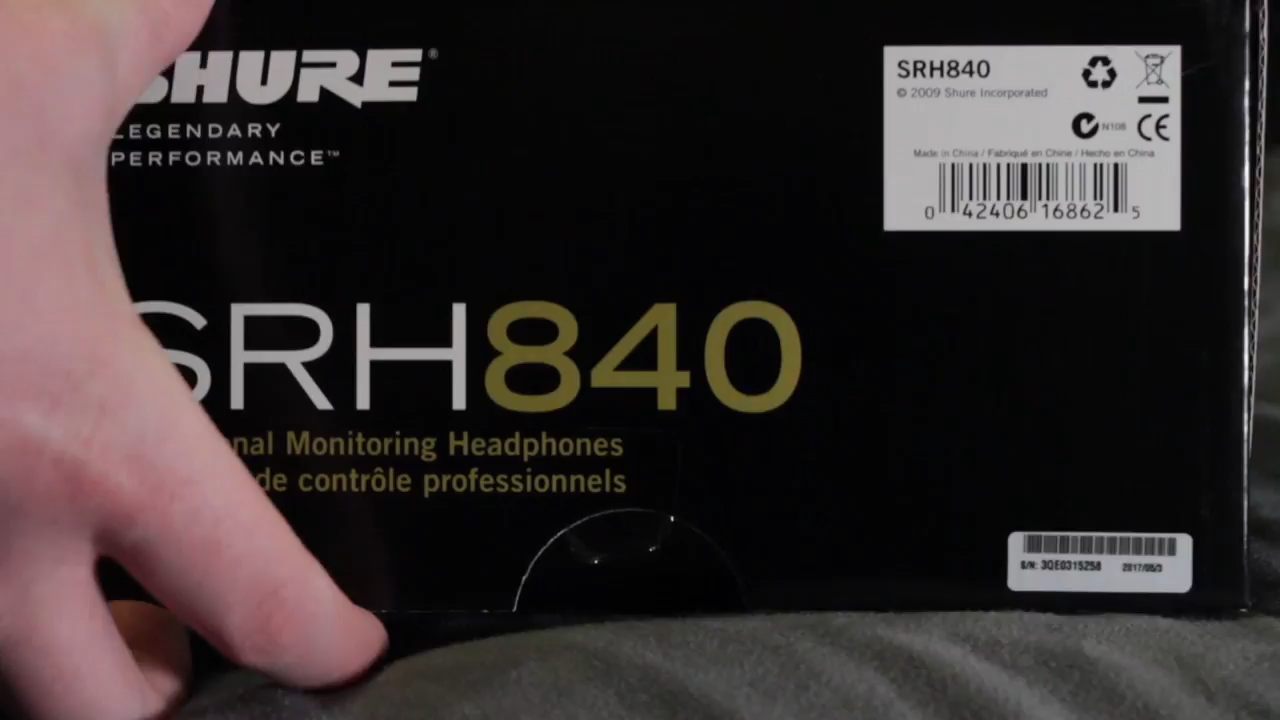 SHURE®
LEGENDARY
PERFORMANCE™
SRH840
© 2009 Shure Incorporated
N108
CE
Made in China / Fabriqué en Chine / Hecho en China
0 42406 16862 5
SRH840
nal Monitoring Headphones
de contrôle professionnels
S/N: 3QE0315258 2017/05/3